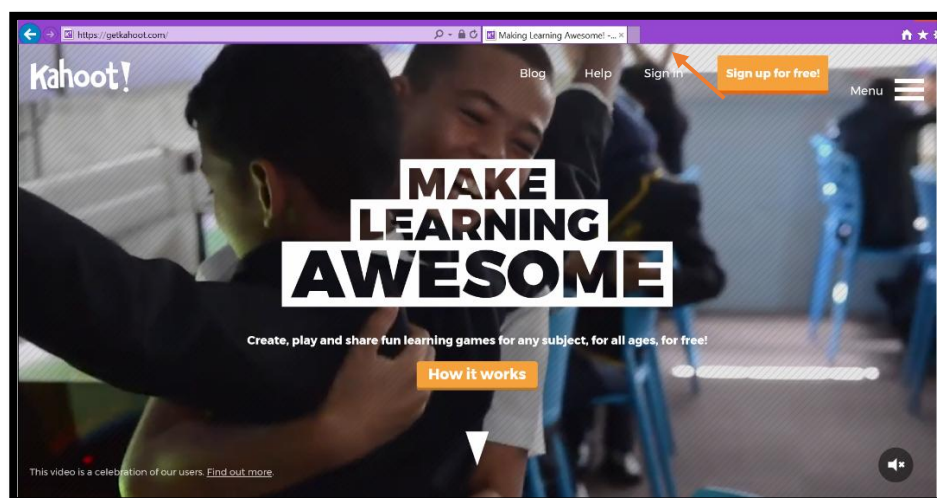 https://getkahoot.com/
Making Learning Awesome! -...
Kahoot!
Blog Help Sign in Sign up for free!
Menu
MAKE
LEARNING
AWESOME
Create, play and share fun learning games for any subject, for all ages, for free!
How it works
This video is a celebration of our users. Find out more.